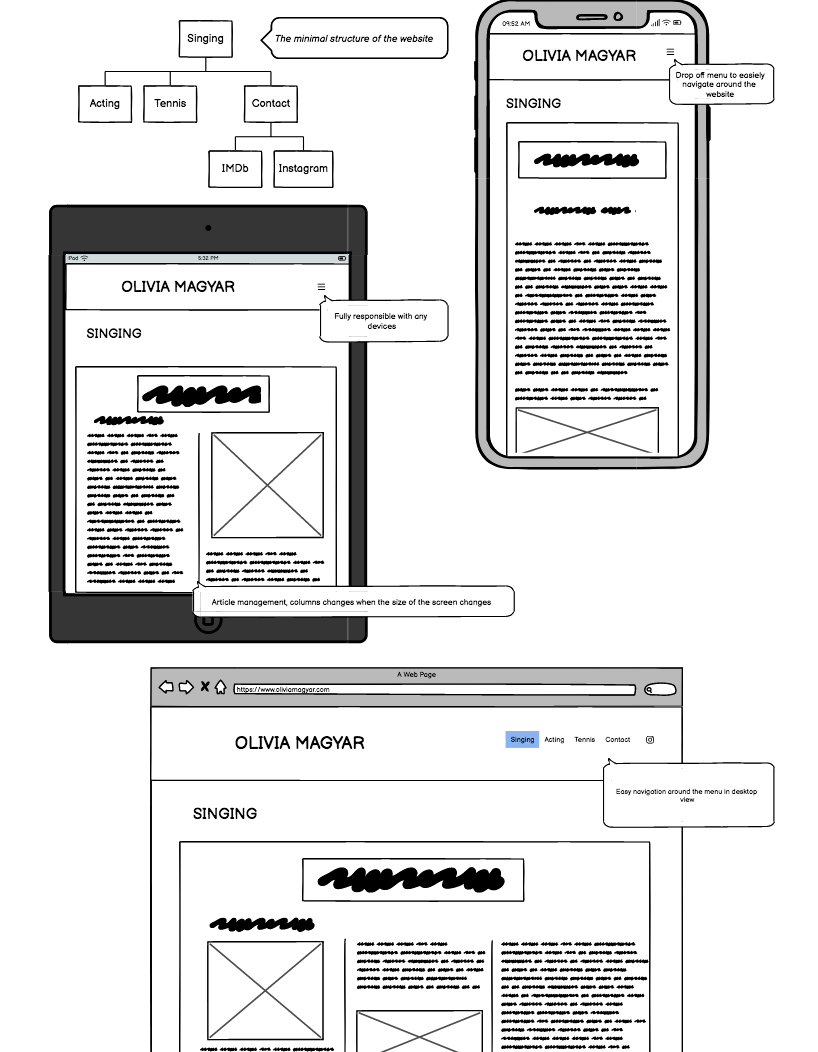 Singing
The minimal structure of the website
Acting
Tennis
Contact
IMDb
Instagram
09:52 AM
OLIVIA MAGYAR
Drop off menu to easiely
navigate around the
website
SINGING
iPad
5:32 PM
OLIVIA MAGYAR
Fully responsible with any
devices
SINGING
Article management, columns changes when the size of the screen changes
A Web Page
https://www.oliviamagyar.com
OLIVIA MAGYAR
Singing Acting Tennis Contact
Easy navigation around the menu in desktop
view
SINGING